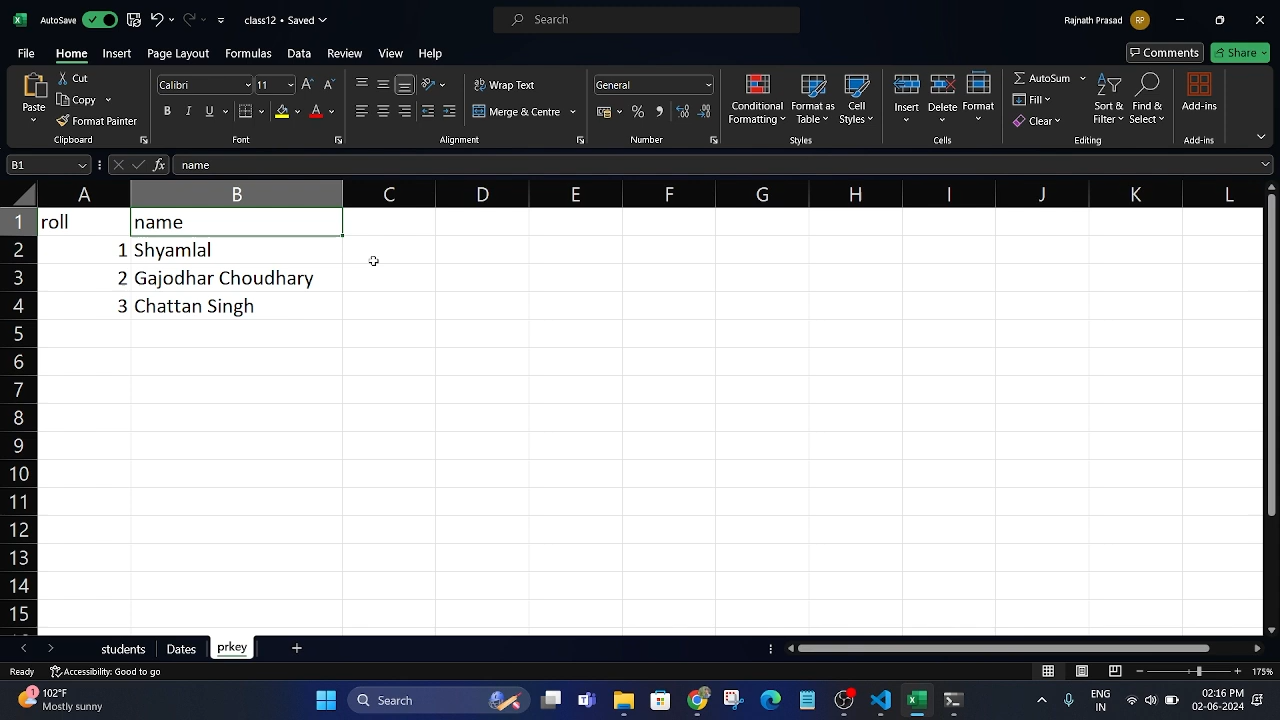 AutoSave
class12 • Saved
Search
Rajnath Prasad
RP
File Home Insert Page Layout Formulas Data Review View Help
Comments
Share
Paste
Cut
Copy
Format Painter
Clipboard
Calibri
11
B I U
Font
Wrap Text
Merge & Centre
Alignment
General
Number
Conditional Formatting
Format as Table
Cell Styles
Styles
Insert
Delete
Format
Cells
AutoSum
Fill
Clear
Sort & Filter
Find & Select
Editing
Add-ins
Add-ins
B1
fx
name
A B C D E F G H I J K L
1 roll name
2 1 Shyamlal
3 2 Gajodhar Choudhary
4 3 Chattan Singh
5
6
7
8
9
10
11
12
13
14
15
students Dates prkey
Ready
Accessibility: Good to go
175%
1
102°F
Mostly sunny
Search
ENG
IN
02:16 PM
02-06-2024